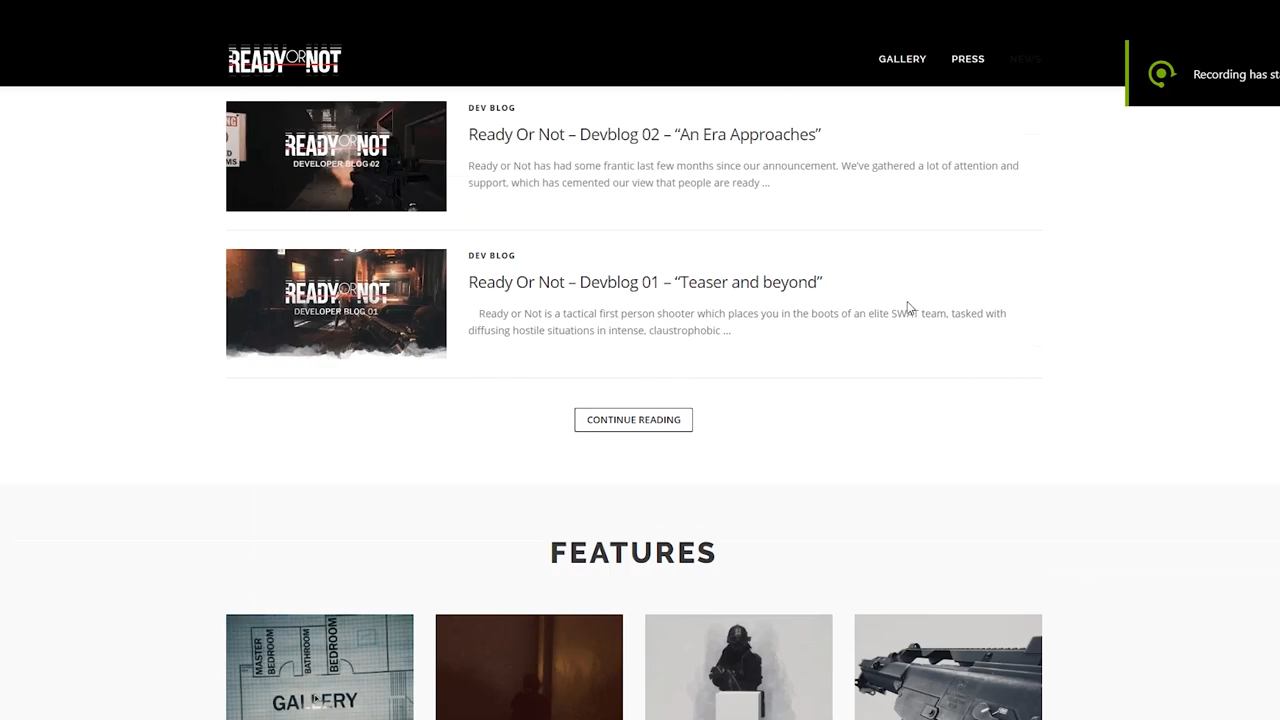 READY OR NOT
GALLERY PRESS NEWS
Recording has st
DEV BLOG
Ready Or Not – Devblog 02 – “An Era Approaches”
Ready or Not has had some frantic last few months since our announcement. We've gathered a lot of attention and
support, which has cemented our view that people are ready ...
READY OR NOT
DEVELOPER BLOG 02
DEV BLOG
Ready Or Not – Devblog 01 – “Teaser and beyond”
Ready or Not is a tactical first person shooter which places you in the boots of an elite SWAT team, tasked with
diffusing hostile situations in intense, claustrophobic ...
READY OR NOT
DEVELOPER BLOG 01
CONTINUE READING
FEATURES
MASTER
BEDROOM
BATHROOM
BEDROOM
GALLERY